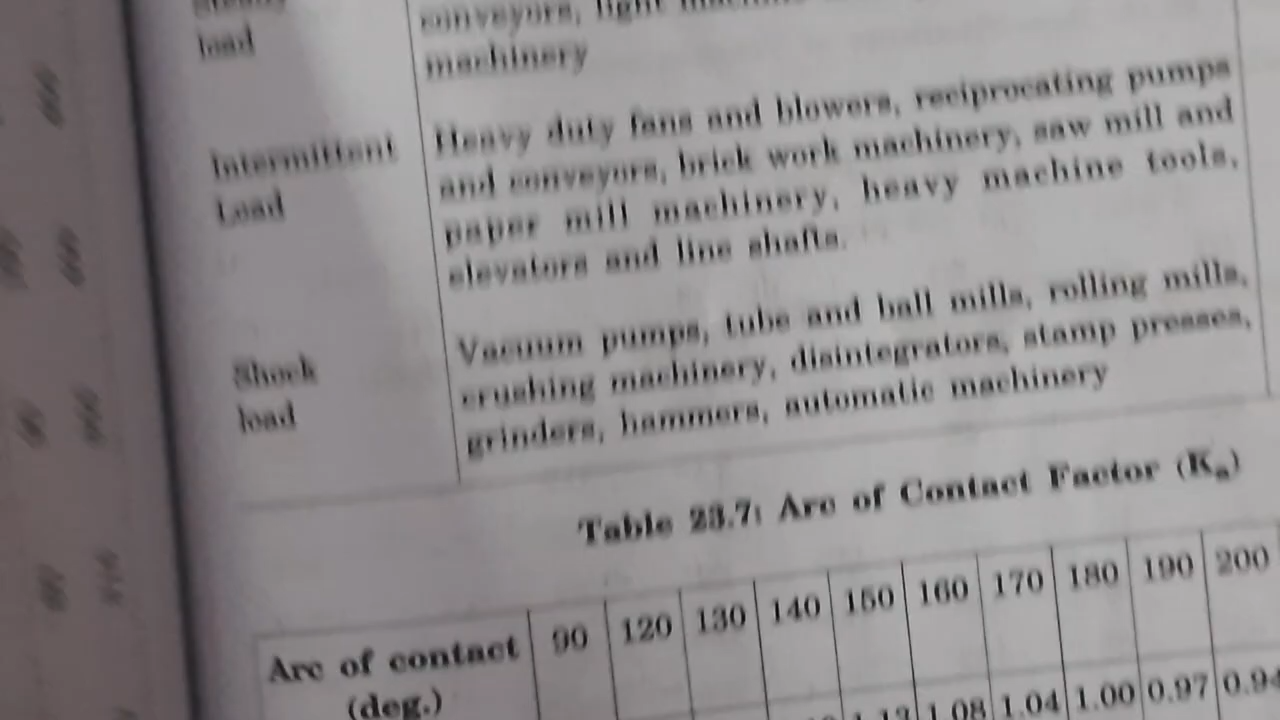 load
conveyors, light
machinery
Intermittent
Load
Heavy duty fans and blowers, reciprocating pumps
and conveyors, brick work machinery, saw mill and
paper mill machinery, heavy machine tools,
elevators and line shafts.
Shock
load
Vacuum pumps, tube and ball mills, rolling mills,
crushing machinery, disintegrators, stamp presses,
grinders, hammers, automatic machinery
Table 23.7: Arc of Contact Factor (Ka)
Arc of contact 90 120 130 140 150 160 170 180 190 200
(deg.)
1.08 1.04 1.00 0.97 0.94